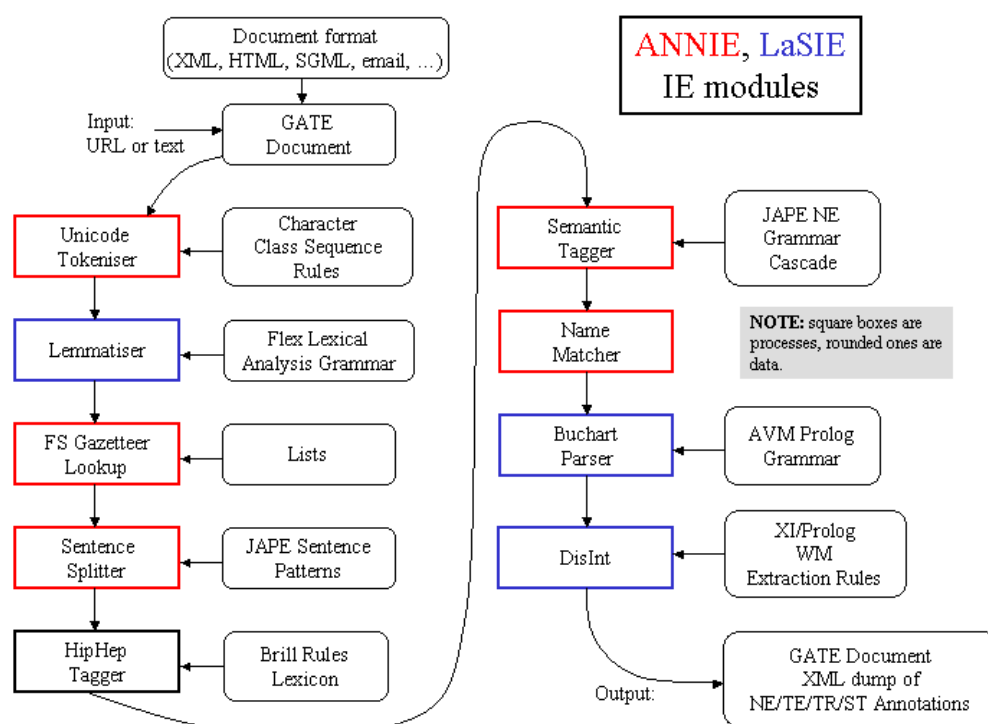 Document format
(XML, HTML, SGML, email, …)
ANNIE, LaSIE
IE modules
Input:
URL or text
GATE
Document
Unicode
Tokeniser
Character
Class Sequence
Rules
Lemmatiser
Flex Lexical
Analysis Grammar
FS Gazetteer
Lookup
Lists
Sentence
Splitter
JAPE Sentence
Patterns
HipHep
Tagger
Brill Rules
Lexicon
Semantic
Tagger
JAPE NE
Grammar
Cascade
Name
Matcher
NOTE: square boxes are
processes, rounded ones are
data.
Buchart
Parser
AVM Prolog
Grammar
DisInt
XI/Prolog
WM
Extraction Rules
Output:
GATE Document
XML dump of
NE/TE/TR/ST Annotations